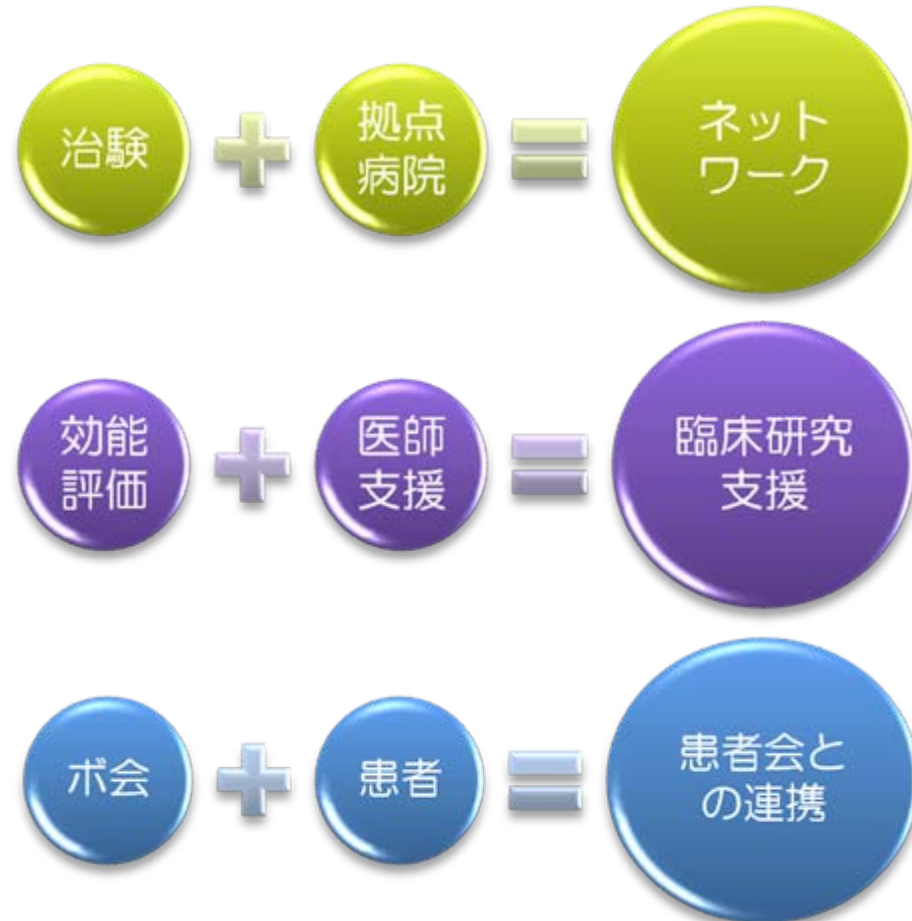 治験
+
拠点
病院
=
ネット
ワーク
効能
評価
+
医師
支援
=
臨床研究
支援
ボ会
+
患者
=
患者会と
の連携